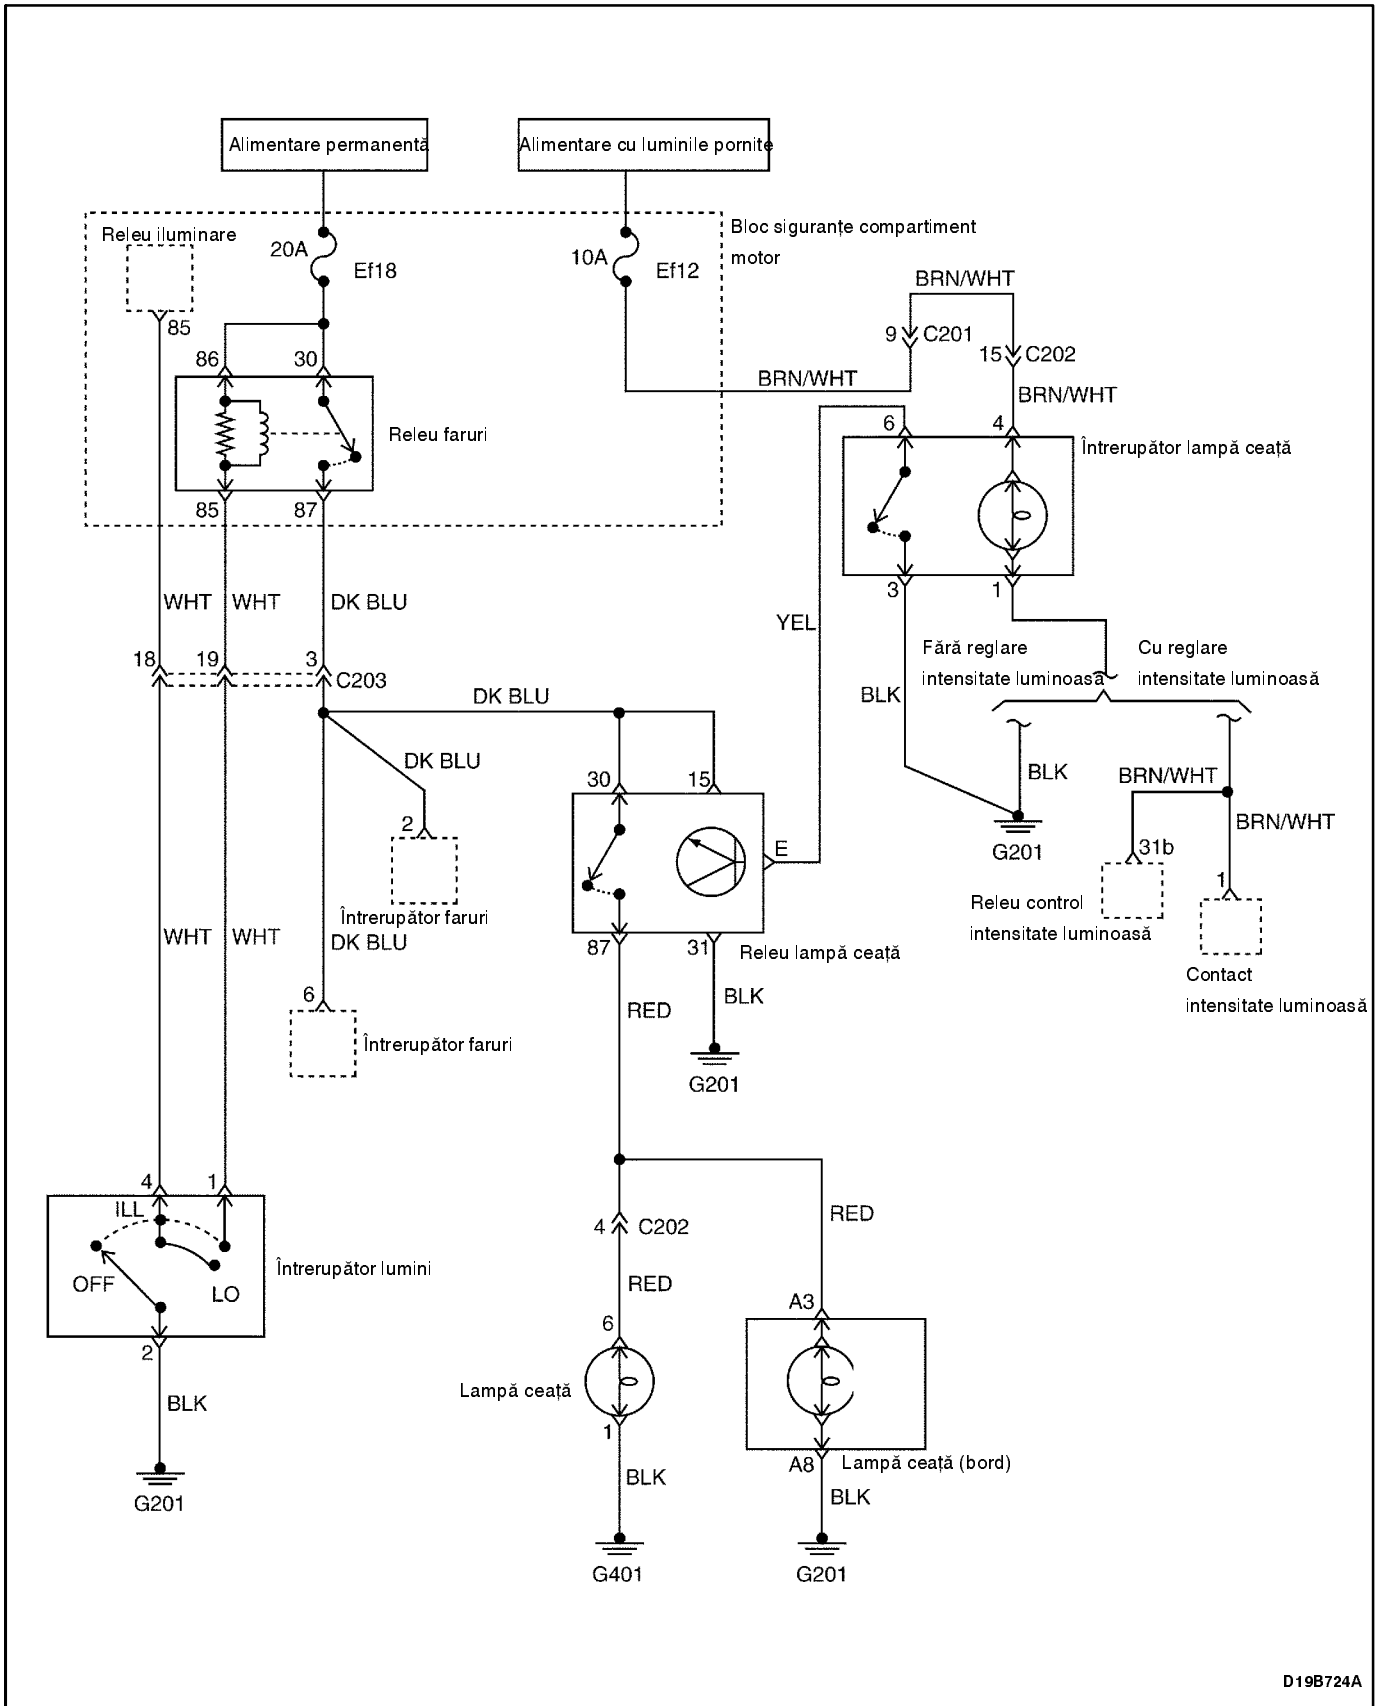 Alimentare permanentă
Alimentare cu luminile pornite
Releu iluminare
20A
Ef18
10A
Ef12
Bloc siguranțe compartiment
motor
BRN/WHT
85
9
C201
15
C202
86
30
BRN/WHT
BRN/WHT
Releu faruri
6
4
Întrerupător lampă ceață
85
87
3
1
WHT
WHT
DK BLU
YEL
Fără reglare
intensitate luminoasă
Cu reglare
intensitate luminoasă
18
19
3
C203
DK BLU
BLK
DK BLU
30
15
BLK
BRN/WHT
BRN/WHT
2
E
G201
31b
1
Întrerupător faruri
Releu control
intensitate luminoasă
WHT
WHT
DK BLU
87
31
Releu lampă ceață
Contact
intensitate luminoasă
6
RED
BLK
Întrerupător faruri
G201
4
1
ILL
OFF
LO
Întrerupător lumini
4
C202
RED
RED
2
A3
6
Lampă ceață
BLK
1
A8
Lampă ceață (bord)
BLK
BLK
G201
G401
G201
D19B724A